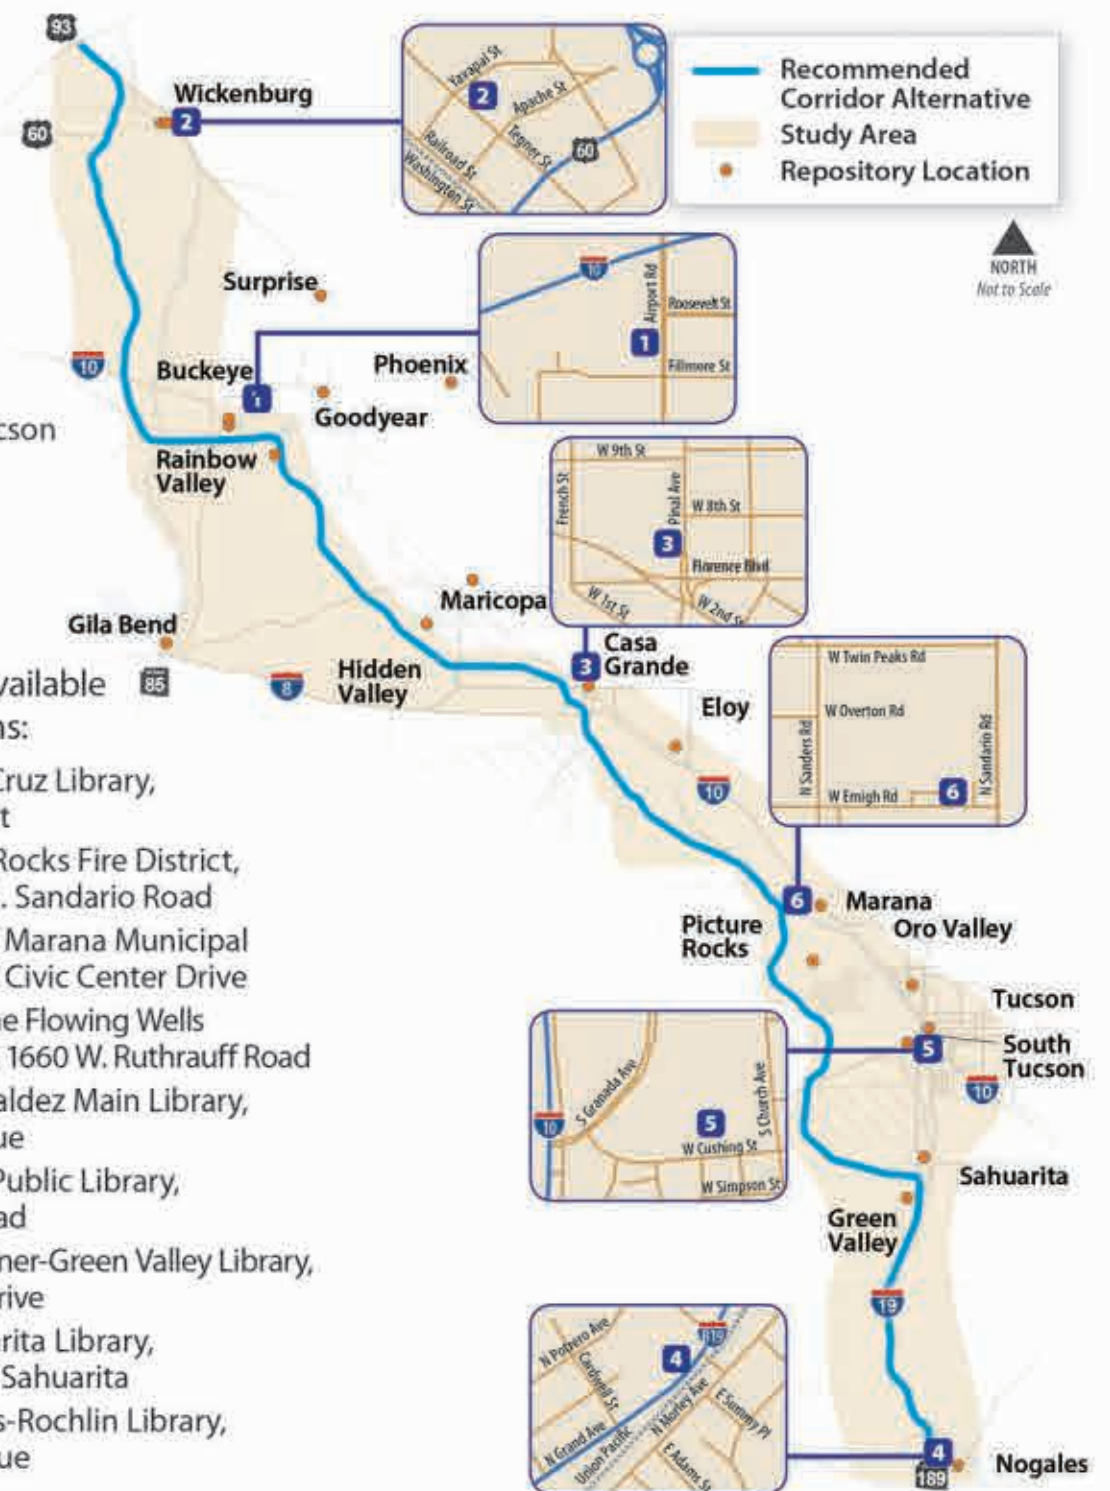 93
Wickenburg
2
60
Yavapai St
2
Apache St
Tegner St
Railroad St
Washington St
60
Recommended
Corridor Alternative
Study Area
Repository Location
NORTH
Not to Scale
Surprise
10
Airport Rd
Roosevelt St
1
Fillmore St
10
Buckeye
1
Phoenix
Goodyear
cson
Rainbow
Valley
W 9th St
French St
Pinal Ave
W 8th St
3
Florence Blvd
W 1st St
W 2nd St
Maricopa
Gila Bend
85
8
Hidden
Valley
3
Casa
Grande
Eloy
10
W Twin Peaks Rd
W Overton Rd
N Sanders Rd
N Sandario Rd
W Emigh Rd
6
6
Marana
Oro Valley
Picture
Rocks
Tucson
South
Tucson
5
10
S Granada Ave
S Church Ave
10
5
W Cushing St
W Simpson St
Sahuarita
Green
Valley
19
N Potrero Ave
Cardwell St
B19
4
N Grand Ave
Union Pacific
N Morley Ave
E Summy Pl
E Adams St
4
189
Nogales
vailable
ns:
Cruz Library,
t
Rocks Fire District,
. Sandario Road
Marana Municipal
Civic Center Drive
ne Flowing Wells
1660 W. Ruthrauff Road
aldez Main Library,
ue
Public Library,
ad
ner-Green Valley Library,
rive
rita Library,
Sahuarita
s-Rochlin Library,
ue